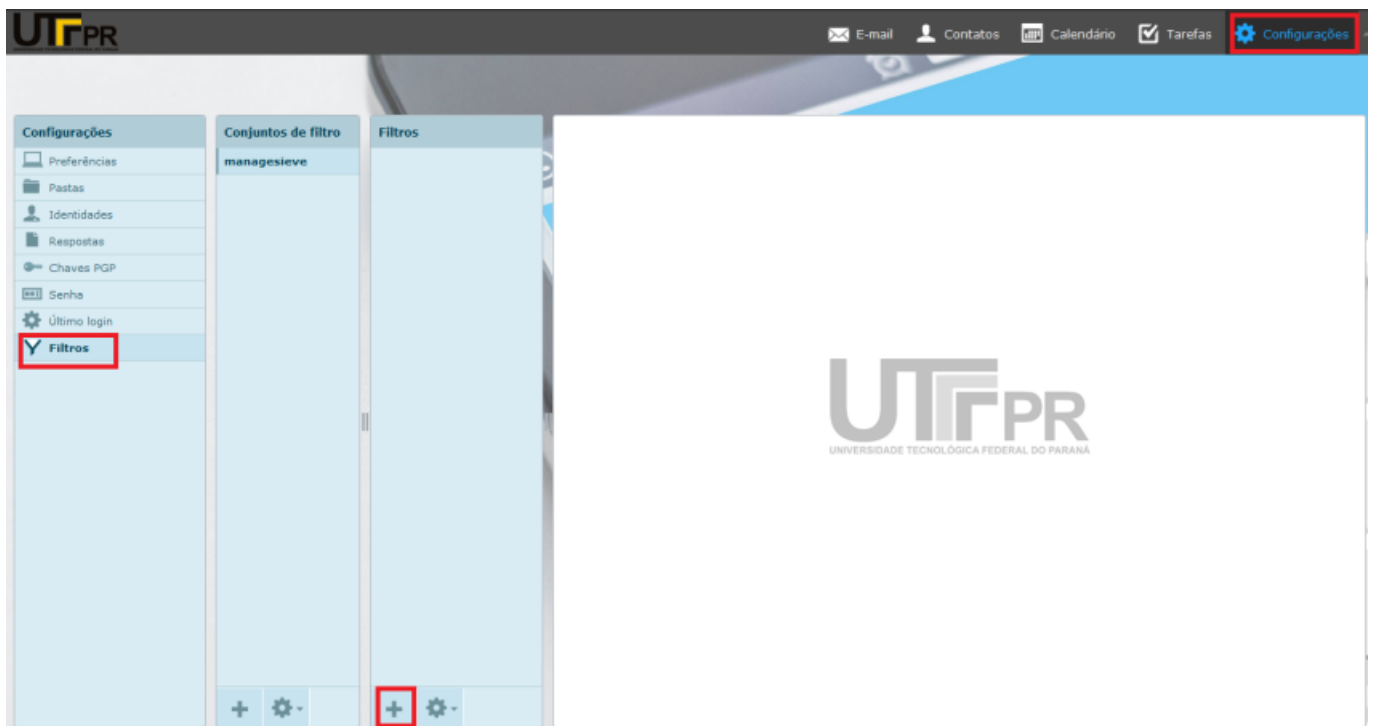 UTFPR
E-mail
Contatos
Calendário
Tarefas
Configurações
Configurações
Preferências
Pastas
Identidades
Respostas
Chaves PGP
Senha
Último login
Filtros
Conjuntos de filtro
managesieve
Filtros
UTFPR
UNIVERSIDADE TECNOLÓGICA FEDERAL DO PARANÁ